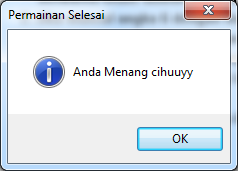 Permainan Selesai
Anda Menang cihuuyy
OK